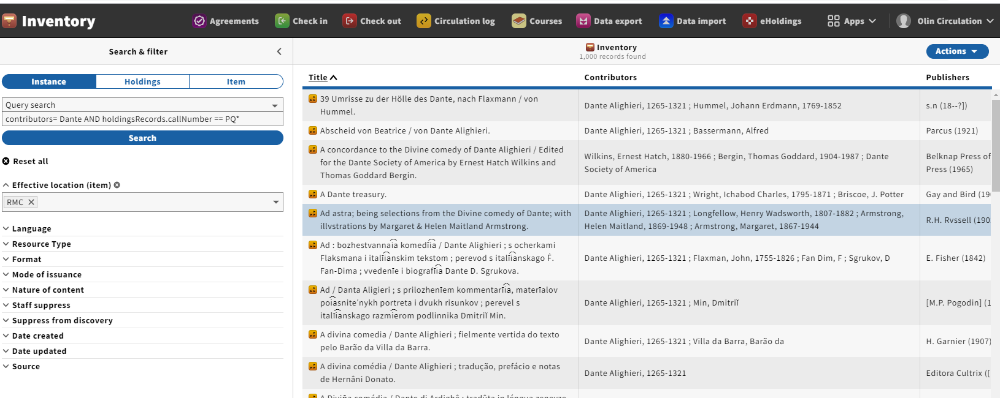 Inventory
Agreements
Check in
Check out
Circulation log
Courses
Data export
Data import
eHoldings
Apps
Olin Circulation
Search & filter
Instance
Holdings
Item
Query search
contributors= Dante AND holdingsRecords.callNumber == PQ*
Search
Reset all
Effective location (item)
RMC
Language
Resource Type
Format
Mode of issuance
Nature of content
Staff suppress
Suppress from discovery
Date created
Date updated
Source
Inventory
1,000 records found
Actions
Title
Contributors
Publishers
39 Umrisse zu der Hölle des Dante, nach Flaxmann / von
Hummel.
Dante Alighieri, 1265-1321 ; Hummel, Johann Erdmann, 1769-1852
s.n (18--?])
Abscheid von Beatrice / von Dante Alighieri.
Dante Alighieri, 1265-1321 ; Bassermann, Alfred
Parcus (1921)
A concordance to the Divine comedy of Dante Alighieri / Edited
for the Dante Society of America by Ernest Hatch Wilkins and
Thomas Goddard Bergin.
Wilkins, Ernest Hatch, 1880-1966 ; Bergin, Thomas Goddard, 1904-1987 ; Dante
Society of America
Belknap Press of
Press (1965)
A Dante treasury.
Dante Alighieri, 1265-1321 ; Wright, Ichabod Charles, 1795-1871 ; Briscoe, J. Potter
Gay and Bird (190
Ad astra; being selections from the Divine comedy of Dante; with
illvstrations by Margaret & Helen Maitland Armstrong.
Dante Alighieri, 1265-1321 ; Longfellow, Henry Wadsworth, 1807-1882 ; Armstrong,
Helen Maitland, 1869-1948 ; Armstrong, Margaret, 1867-1944
R.H. Rvssell (190
Ad : bozhestvannai͡a komedīi͡a / Dante Alighieri ; s ocherkami
Flaksmana i italīi͡anskim tekstom ; perevod s italīi͡anskago F̄.
Fan-Dima ; vvedenīe i biografīi͡a Dante D. Sgrukova.
Dante Alighieri, 1265-1321 ; Flaxman, John, 1755-1826 ; Fan Dim, F ; Sgrukov, D
E. Fisher (1842)
Ad / Danta Aligieri ; s prilozhenīem kommentarīi͡a, materīalov
poi͡asniteʹnykh portreta i dvukh risunkov ; perevel s
italīi͡anskago razmi͡erom podlinnika Dmitriĭ Min.
Dante Alighieri, 1265-1321 ; Min, Dmitriĭ
[M.P. Pogodin] (1
A divina comedia / Dante Alighieri ; fielmente vertida do texto
pelo Barão da Villa da Barra.
Dante Alighieri, 1265-1321 ; Villa da Barra, Barão da
H. Garnier (1907)
A divina comédia / Dante Alighieri ; tradução, prefácio e notas
de Hernâni Donato.
Dante Alighieri, 1265-1321
Editora Cultrix ([